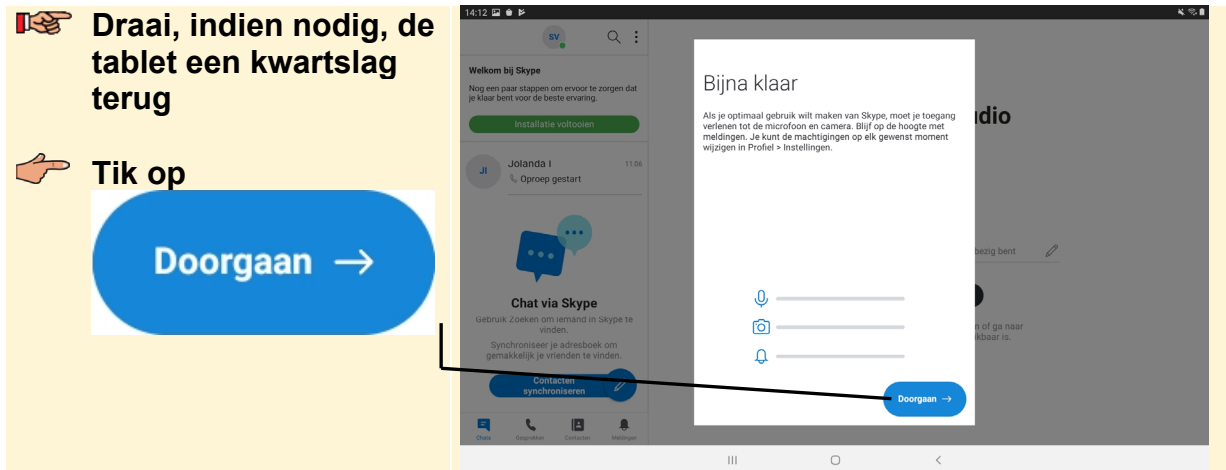 Draai, indien nodig, de
tablet een kwartslag
terug
Tik op
Doorgaan →
14:12
SV
Welkom bij Skype
Nog een paar stappen om ervoor te zorgen dat
je klaar bent voor de beste ervaring.
Installatie voltooien
JI
Jolanda I
11:06
Oproep gestart
Chat via Skype
Gebruik Zoeken om iemand in Skype te
vinden.
Synchroniseer je adresboek om
gemakkelijk je vrienden te vinden.
Contacten
synchroniseren
Chats
Gesprekken
Contacten
Meldingen
Bijna klaar
Als je optimaal gebruik wilt maken van Skype, moet je toegang
verlenen tot de microfoon en camera. Blijf op de hoogte met
meldingen. Je kunt de machtigingen op elk gewenst moment
wijzigen in Profiel > Instellingen.
Doorgaan →
dio
bezig bent
n of ga naar
kbaar is.